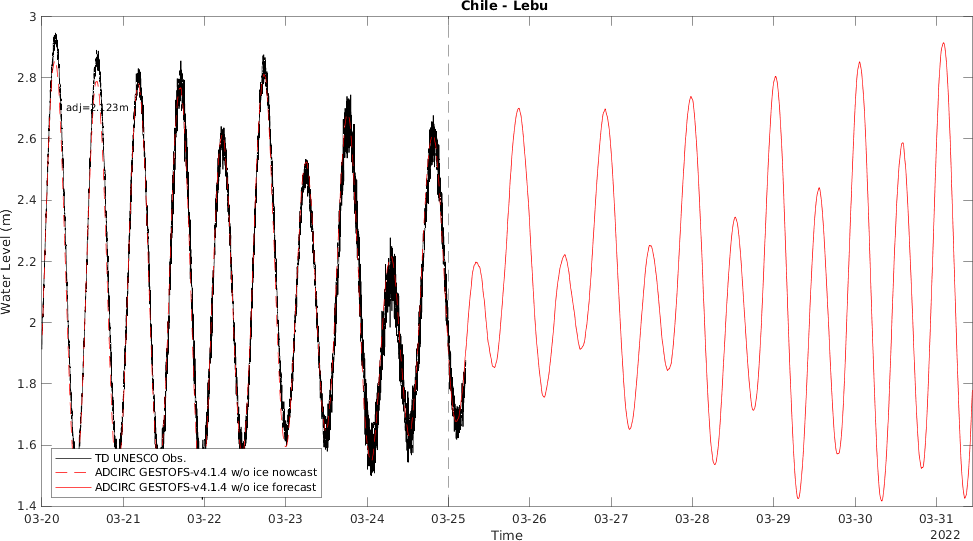 Chile - Lebu
3
2.8
adj=2.123m
2.6
2.4
2.2
2
1.8
1.6
1.4
Water Level (m)
TD UNESCO Obs.
ADCIRC GESTOFS-v4.1.4 w/o ice nowcast
ADCIRC GESTOFS-v4.1.4 w/o ice forecast
03-20 03-21 03-22 03-23 03-24 03-25 03-26 03-27 03-28 03-29 03-30 03-31
Time
2022